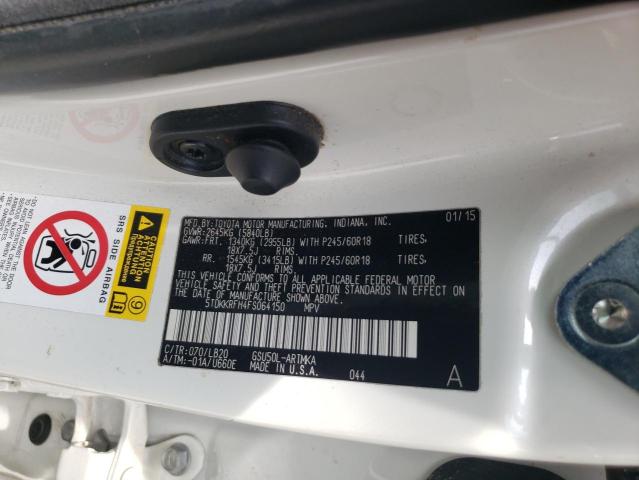 MFD.BY:TOYOTA MOTOR MANUFACTURING, INDIANA, INC. 01/15
GVWR:2645KG (5840LB)
GAWR:FRT. 1340KG (2955LB) WITH P245/60R18 TIRES,
18X7.5J RIMS
RR. 1545KG (3415LB) WITH P245/60R18 TIRES,
18X7.5J RIMS
THIS VEHICLE CONFORMS TO ALL APPLICABLE FEDERAL MOTOR
VEHICLE SAFETY AND THEFT PREVENTION STANDARDS IN EFFECT
ON THE DATE OF MANUFACTURE SHOWN ABOVE.
5TDKKRFH4FS064150 MPV
C/TR:070/LB20 GSU50L-ARTMKA
A/TM:-01A/U660E MADE IN U.S.A. 044 A
SRS SIDE AIRBAG
CAUTION
ACHTUNG
ATTENTION
9